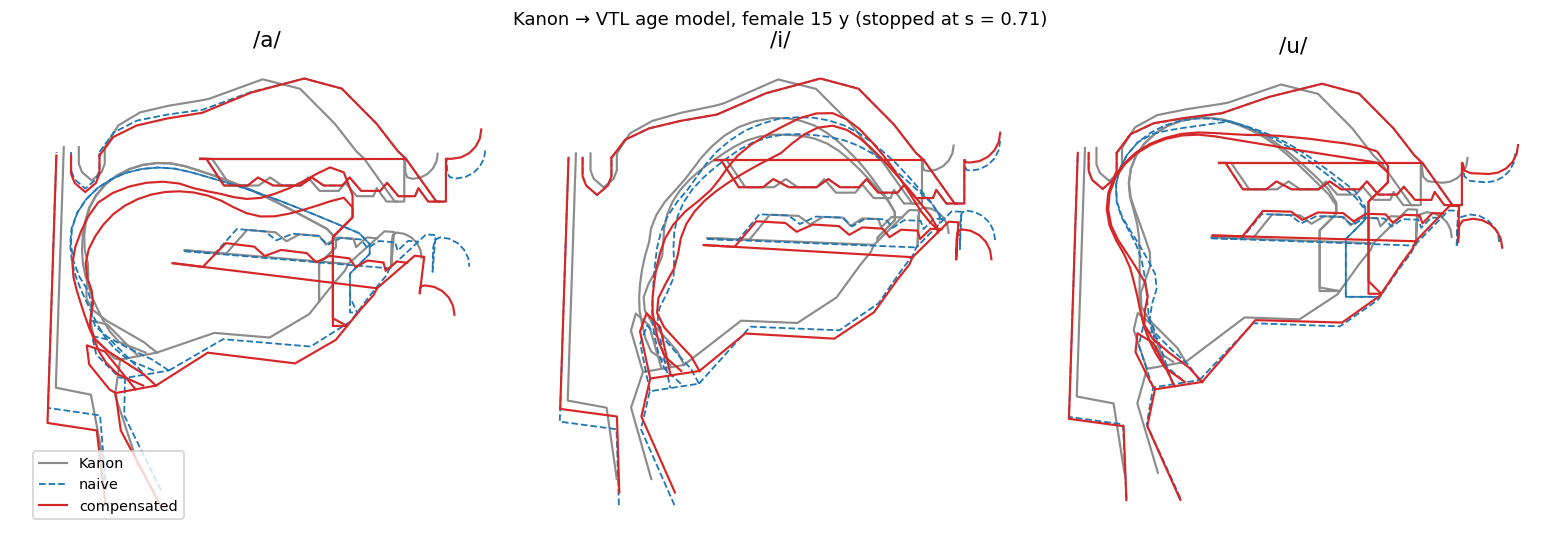 Kanon → VTL age model, female 15 y (stopped at s = 0.71)
/a/
/i/
/u/
Kanon
naive
compensated